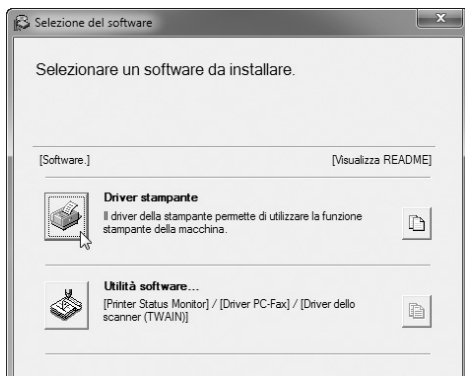 Selezione del software
Selezionare un software da installare.
[Software.] [Visualizza README]
Driver stampante
Il driver della stampante permette di utilizzare la funzione
stampante della macchina.
Utilità software...
[Printer Status Monitor] / [Driver PC-Fax] / [Driver dello
scanner (TWAIN)]